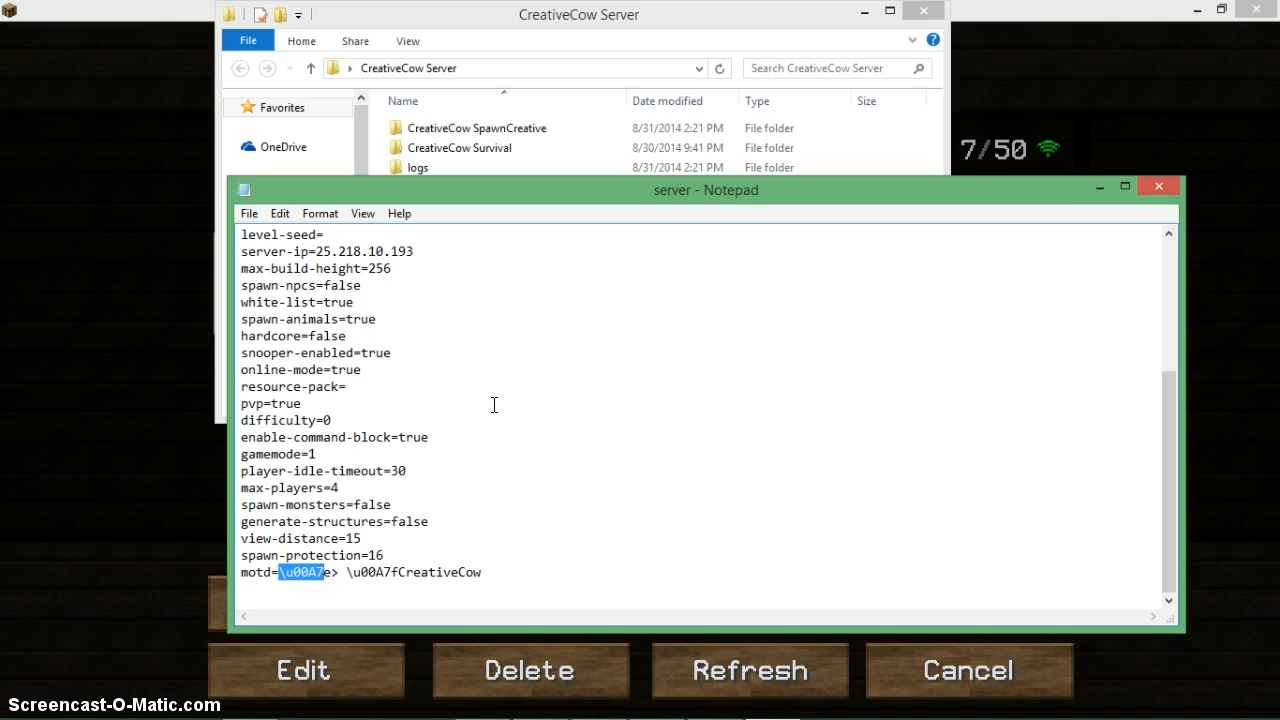 CreativeCow Server
File Home Share View
CreativeCow Server
Search CreativeCow Server
Name Date modified Type Size
Favorites
CreativeCow SpawnCreative 8/31/2014 2:21 PM File folder
OneDrive
CreativeCow Survival 8/30/2014 9:41 PM File folder
logs 8/31/2014 2:21 PM File folder
7/50
server - Notepad
File Edit Format View Help
level-seed=
server-ip=25.218.10.193
max-build-height=256
spawn-npcs=false
white-list=true
spawn-animals=true
hardcore=false
snooper-enabled=true
online-mode=true
resource-pack=
pvp=true
difficulty=0
enable-command-block=true
gamemode=1
player-idle-timeout=30
max-players=4
spawn-monsters=false
generate-structures=false
view-distance=15
spawn-protection=16
motd=\u00A7e> \u00A7fCreativeCow
Edit Delete Refresh Cancel
Screencast-O-Matic.com